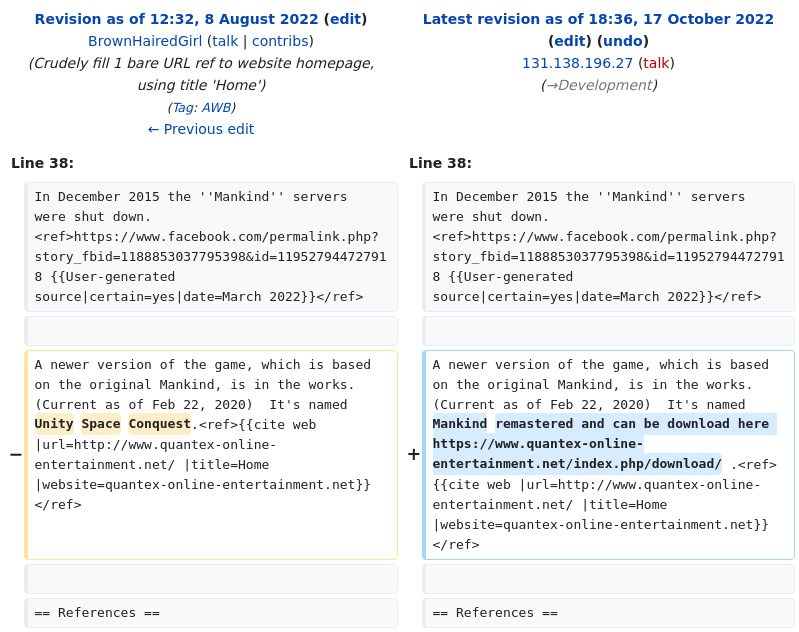 Revision as of 12:32, 8 August 2022 (edit)
BrownHairedGirl (talk | contribs)
(Crudely fill 1 bare URL ref to website homepage,
using title 'Home')
(Tag: AWB)
← Previous edit
Latest revision as of 18:36, 17 October 2022
(edit) (undo)
131.138.196.27 (talk)
(→Development)
Line 38:
Line 38:
In December 2015 the ''Mankind'' servers
were shut down.
<ref>https://www.facebook.com/permalink.php?
story_fbid=1188853037795398&id=11952794472791
8 {{User-generated
source|certain=yes|date=March 2022}}</ref>
In December 2015 the ''Mankind'' servers
were shut down.
<ref>https://www.facebook.com/permalink.php?
story_fbid=1188853037795398&id=11952794472791
8 {{User-generated
source|certain=yes|date=March 2022}}</ref>
−
A newer version of the game, which is based
on the original Mankind, is in the works.
(Current as of Feb 22, 2020)  It's named
Unity Space Conquest.<ref>{{cite web
|url=http://www.quantex-online-
entertainment.net/ |title=Home
|website=quantex-online-entertainment.net}}
</ref>
+
A newer version of the game, which is based
on the original Mankind, is in the works.
(Current as of Feb 22, 2020)  It's named
Mankind remastered and can be download here
https://www.quantex-online-
entertainment.net/index.php/download/ .<ref>
{{cite web |url=http://www.quantex-online-
entertainment.net/ |title=Home
|website=quantex-online-entertainment.net}}
</ref>
== References ==
== References ==